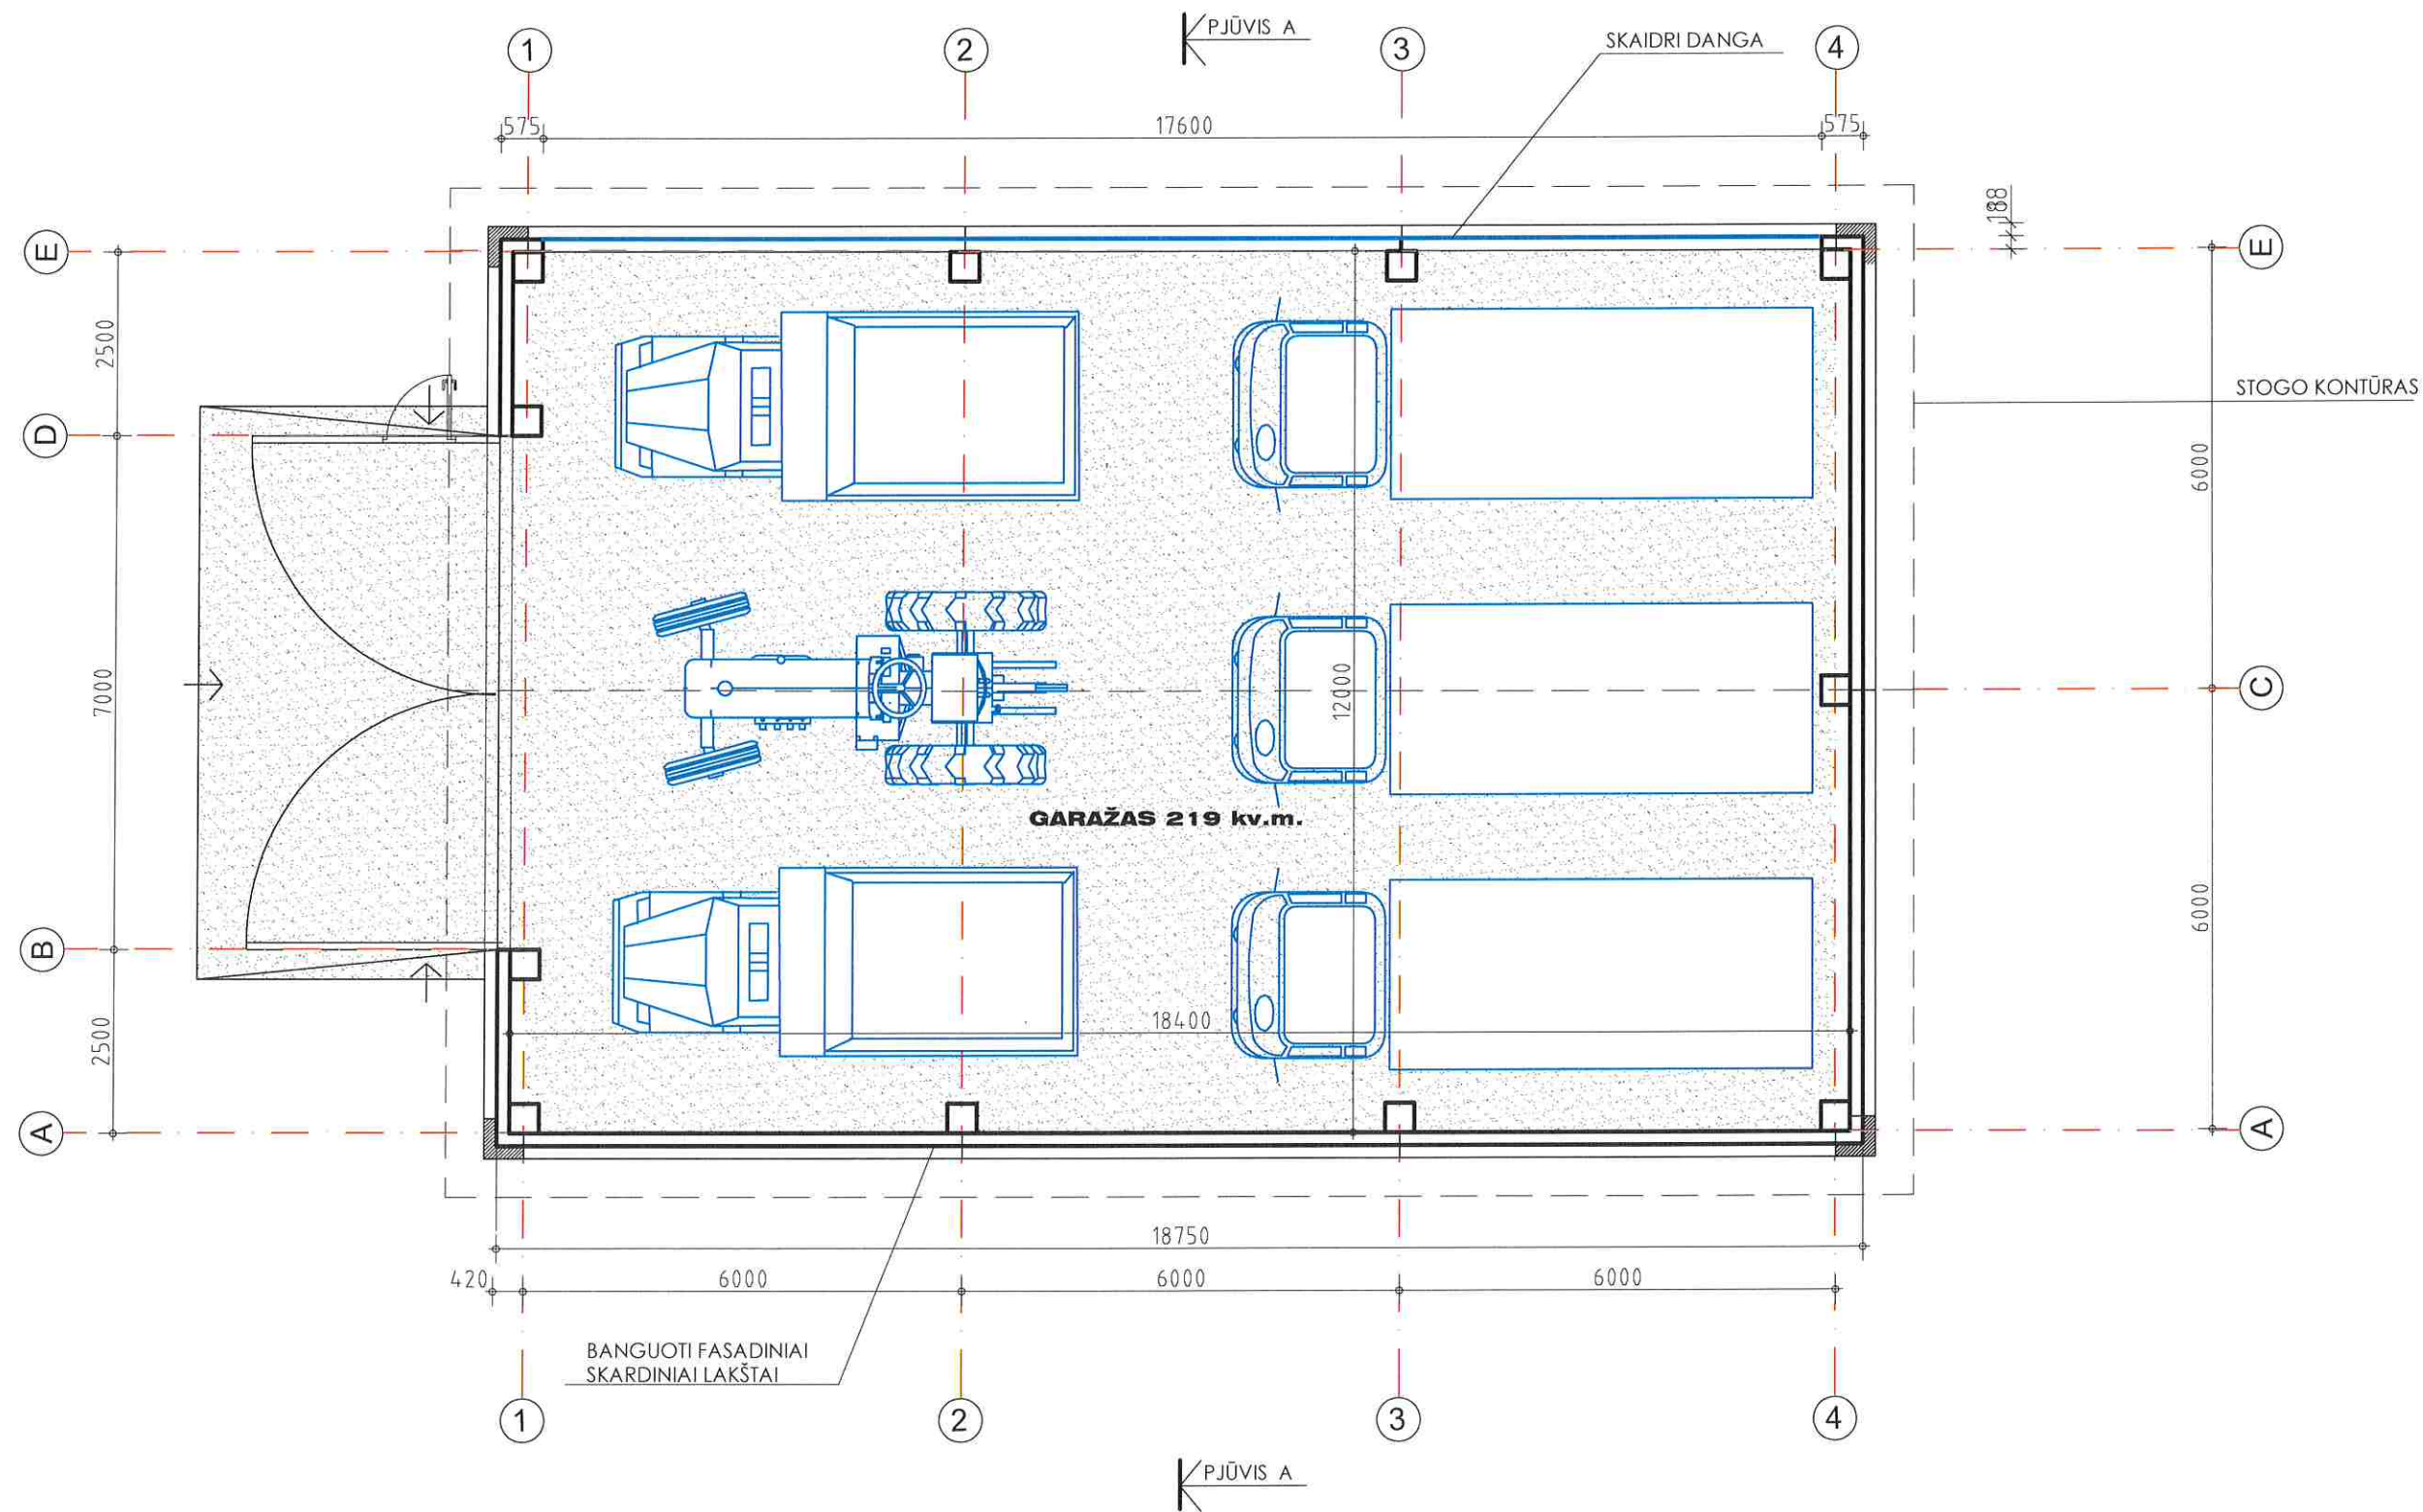 PJŪVIS A
1
2
3
4
SKAIDRI DANGA
575
17600
575
188
E
E
2500
STOGO KONTŪRAS
D
6000
7000
12000
C
GARAŽAS 219 kv.m.
6000
B
2500
18400
A
A
18750
420
6000
6000
6000
BANGUOTI FASADINIAI
SKARDINIAI LAKŠTAI
1
2
3
4
PJŪVIS A